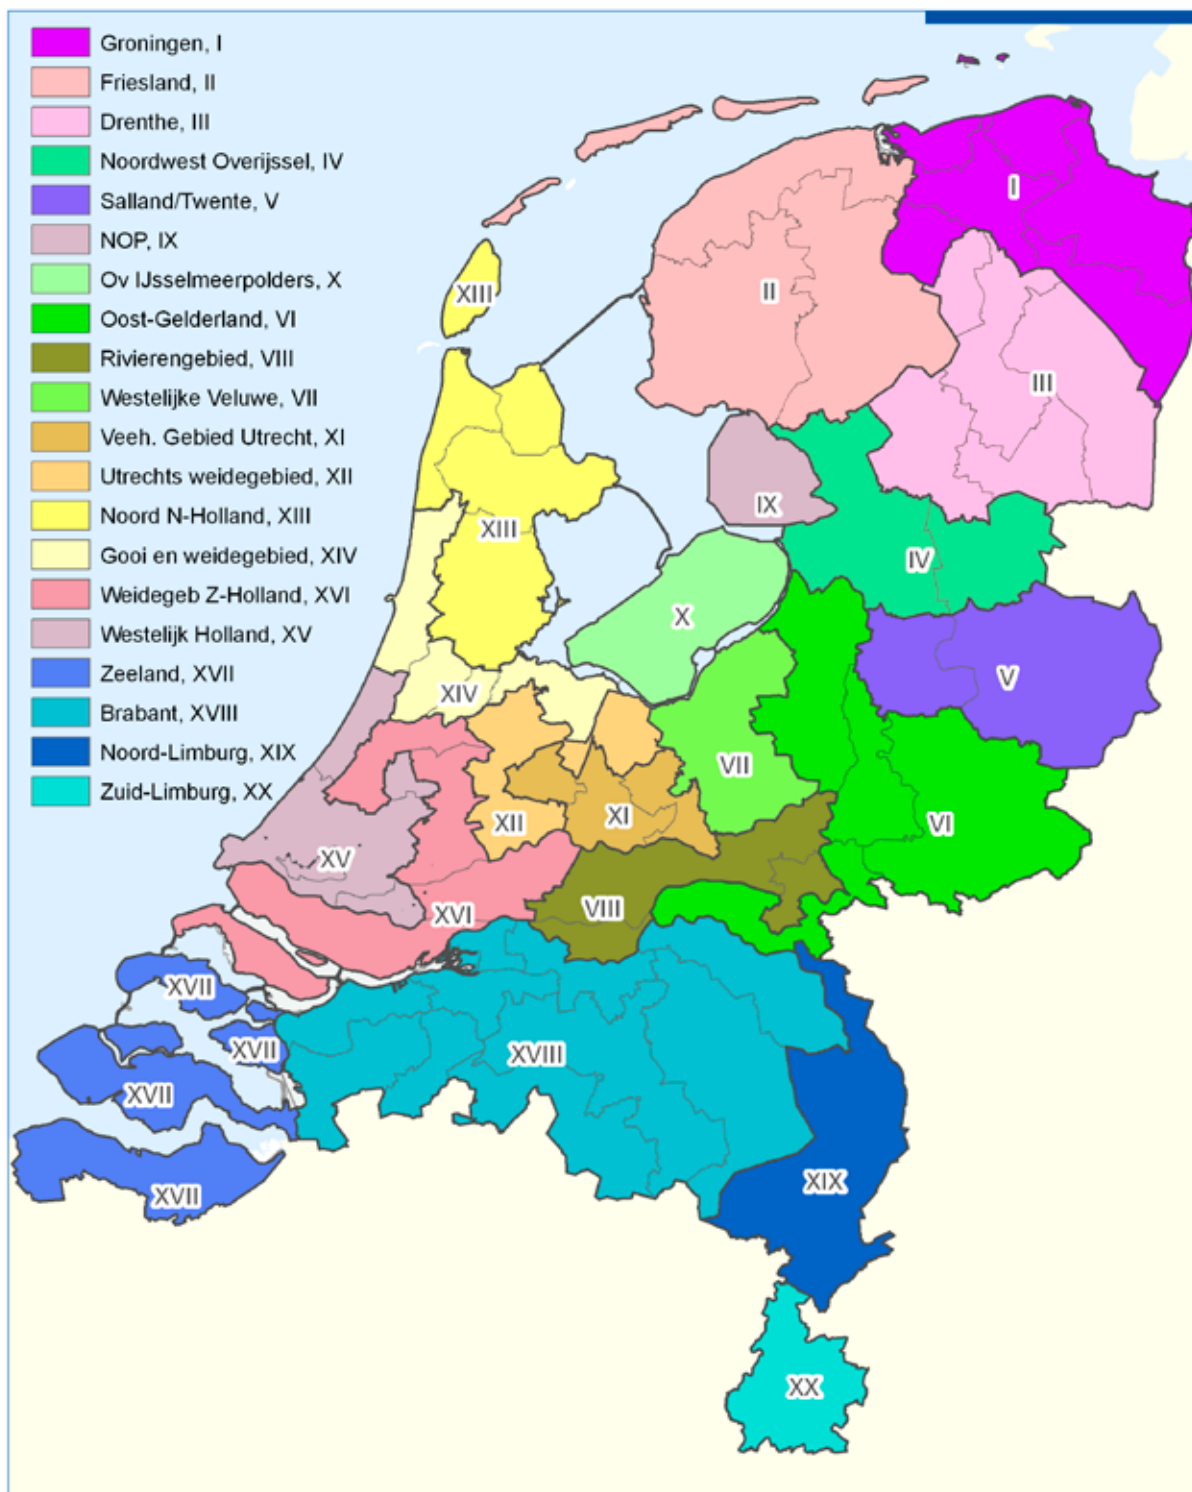 Groningen, I
Friesland, II
Drenthe, III
Noordwest Overijssel, IV
Salland/Twente, V
NOP, IX
Ov IJsselmeerpolders, X
Oost-Gelderland, VI
Rivierengebied, VIII
Westelijke Veluwe, VII
Veeh. Gebied Utrecht, XI
Utrechts weidegebied, XII
Noord N-Holland, XIII
Gooi en weidegebied, XIV
Weidegeb Z-Holland, XVI
Westelijk Holland, XV
Zeeland, XVII
Brabant, XVIII
Noord-Limburg, XIX
Zuid-Limburg, XX
I
II
XIII
III
IX
XIII
IV
X
V
XIV
VII
XI
XII
VI
XV
VIII
XVI
XVII
XVII
XVIII
XVII
XIX
XVII
XX